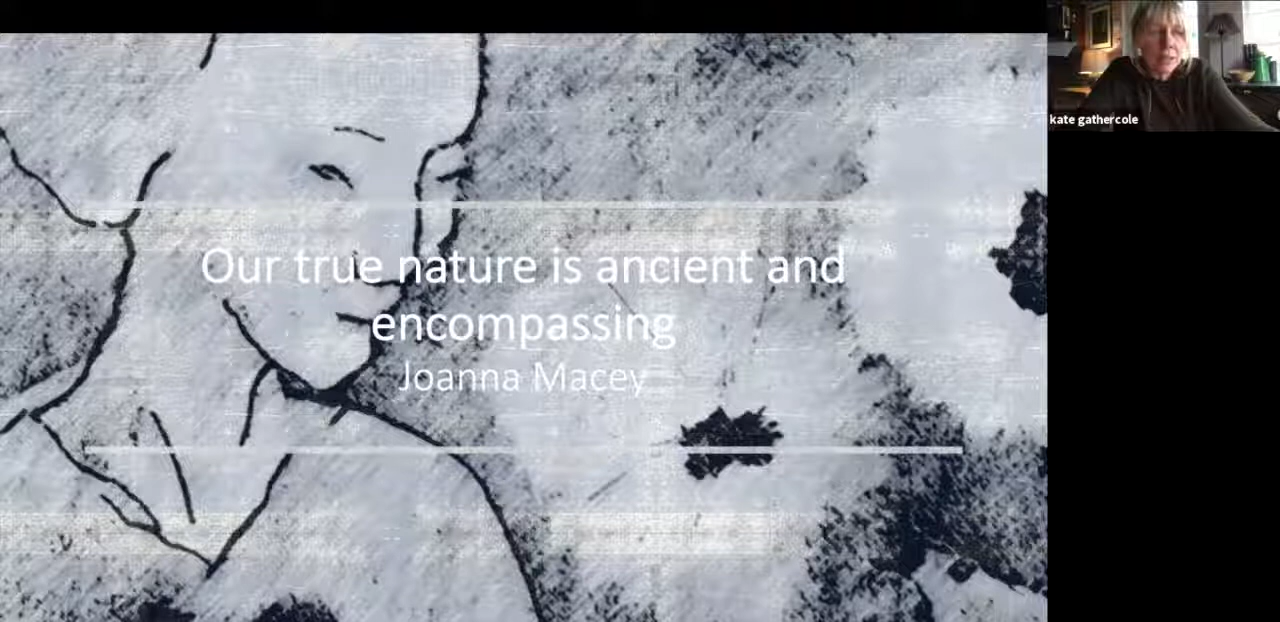 Our true nature is ancient and
encompassing
Joanna Macey
kate gathercole